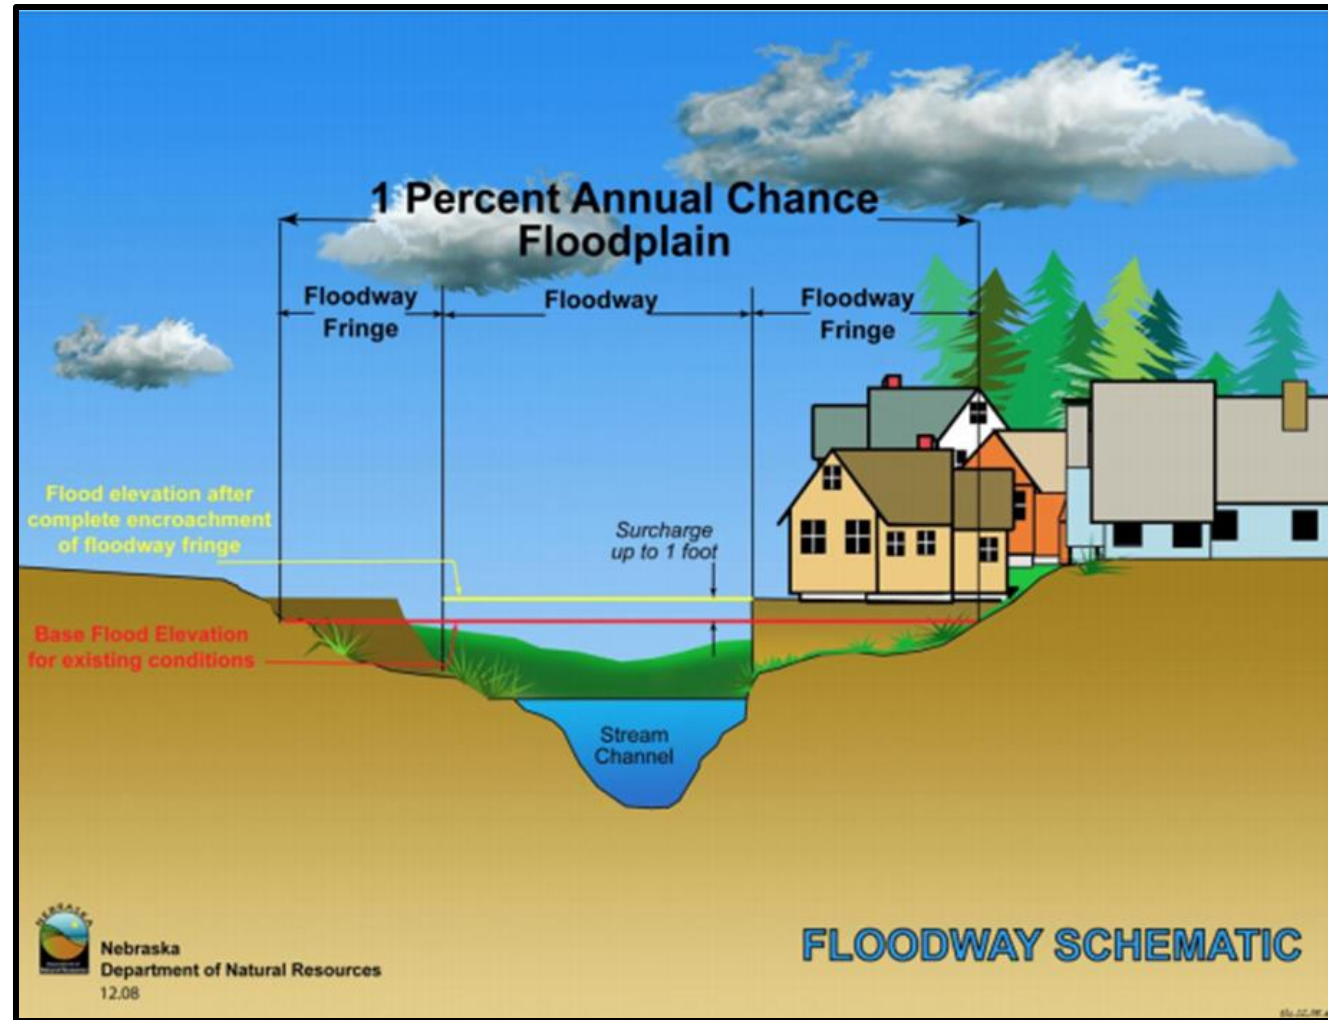 1 Percent Annual Chance
Floodplain
Floodway
Fringe
Floodway
Floodway
Fringe
Flood elevation after
complete encroachment
of floodway fringe
Surcharge
up to 1 foot
Base Flood Elevation
for existing conditions
Stream
Channel
NEBRASKA
Nebraska
Department of Natural Resources
12.08
FLOODWAY SCHEMATIC